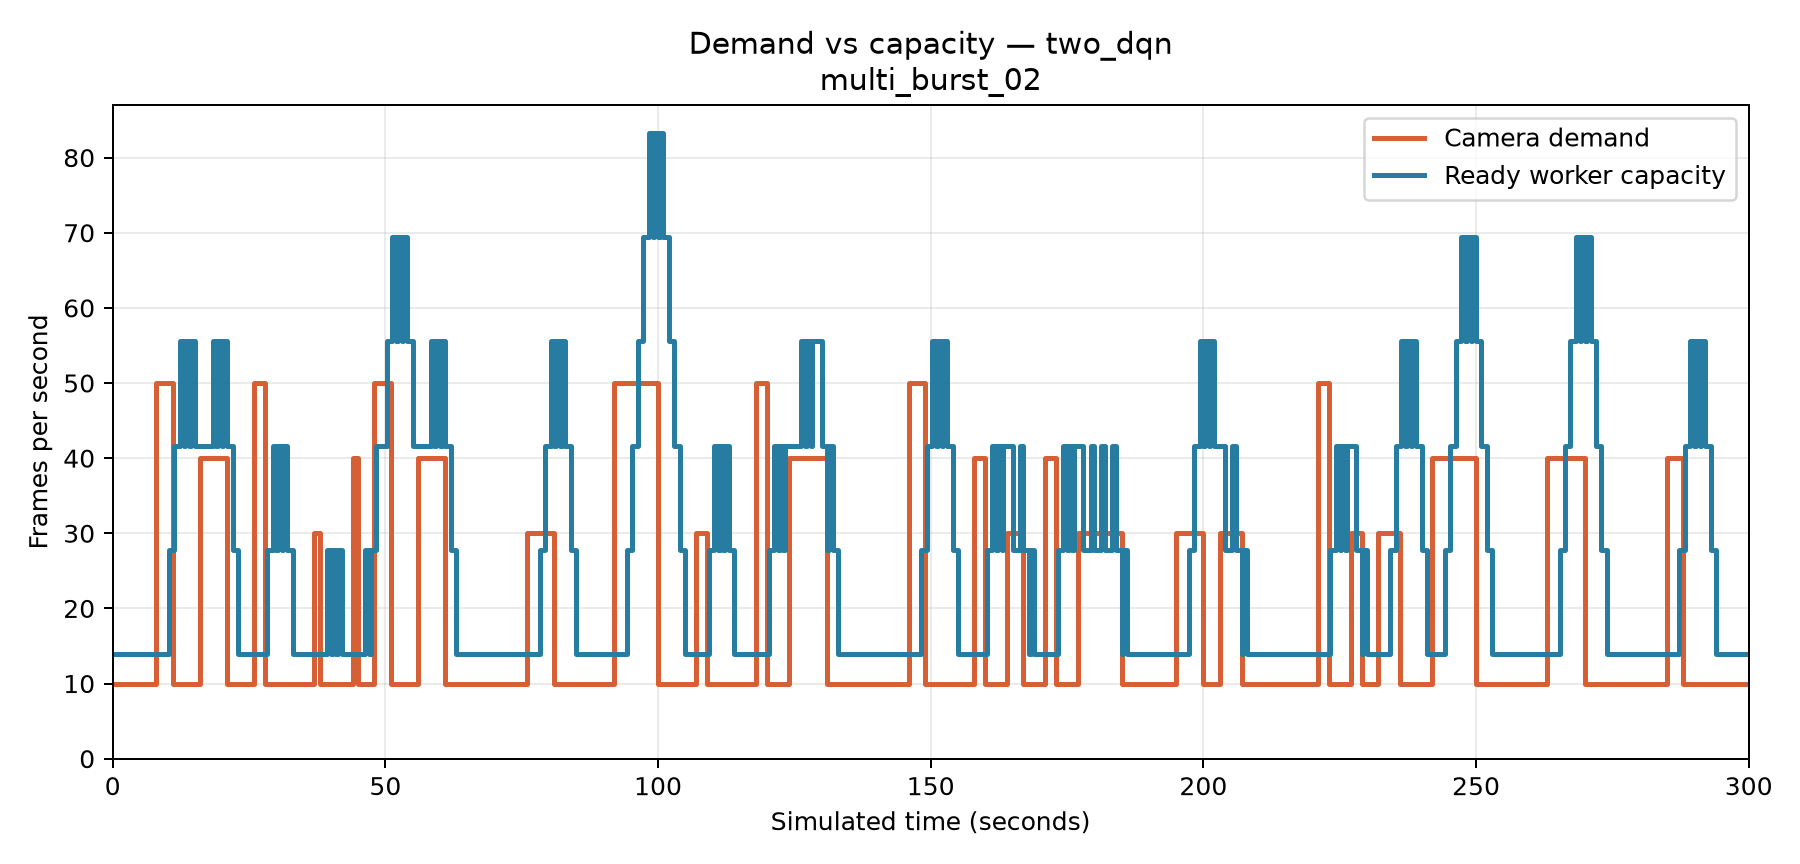 Demand vs capacity — two_dqn
multi_burst_02
Camera demand
Ready worker capacity
Frames per second
80
70
60
50
40
30
20
10
0
0 50 100 150 200 250 300
Simulated time (seconds)